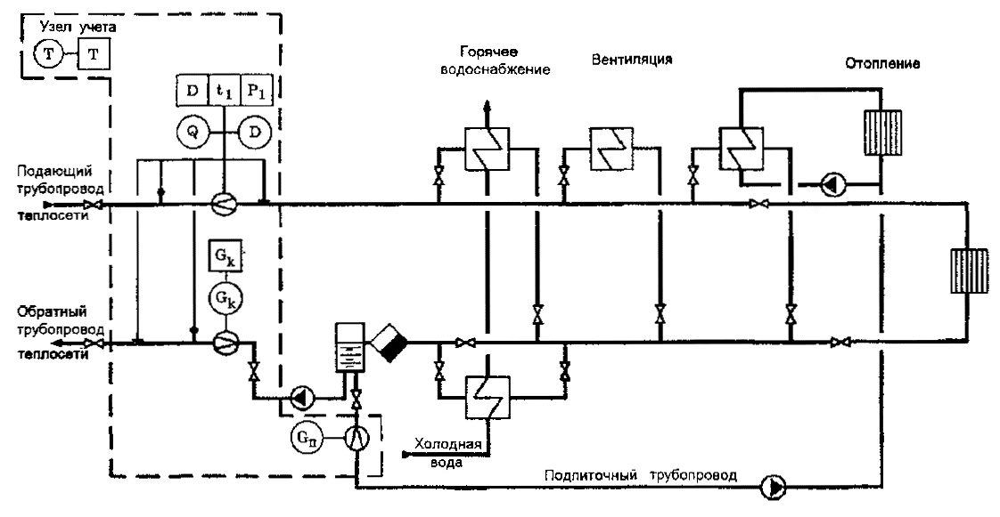 Узел учета
T T
D t1 P1
Q D
Подающий
трубопровод
теплосети
Gk
Gk
Обратный
трубопровод
теплосети
Горячее
водоснабжение
Вентиляция
Отопление
Gп
Холодная
вода
Подпиточный трубопровод